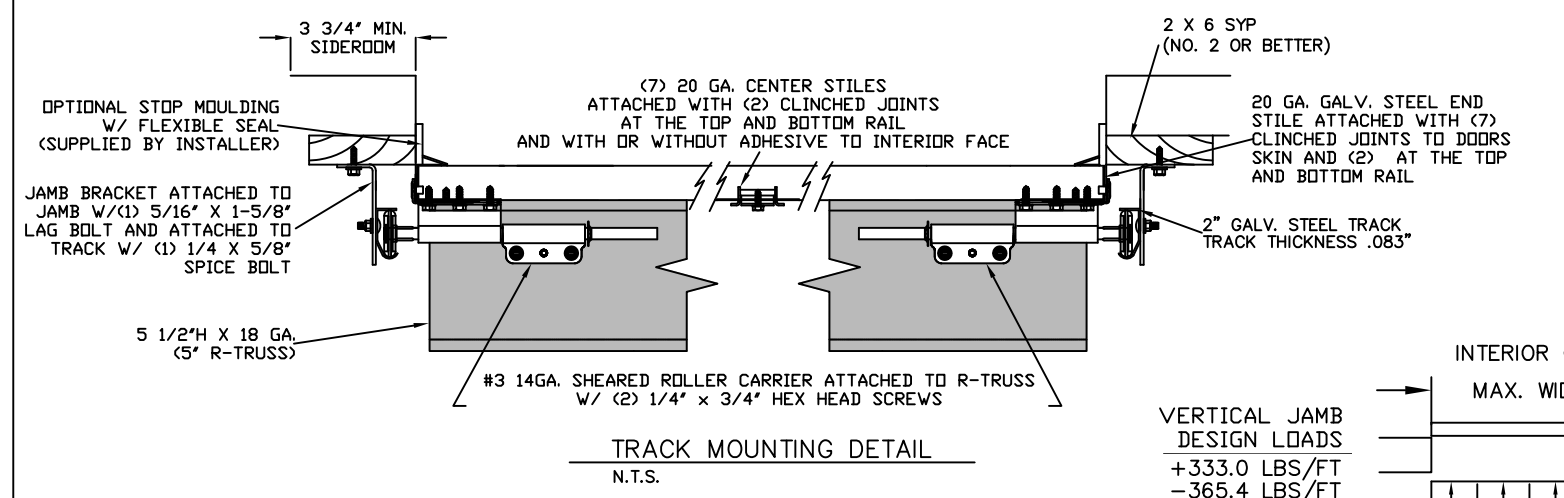 3 3/4" MIN.
SIDEROOM
OPTIONAL STOP MOULDING
W/ FLEXIBLE SEAL
(SUPPLIED BY INSTALLER)
JAMB BRACKET ATTACHED TO
JAMB W/(1) 5/16" X 1-5/8"
LAG BOLT AND ATTACHED TO
TRACK W/ (1) 1/4 X 5/8"
SPICE BOLT
5 1/2"H X 18 GA.
(5" R-TRUSS)
(7) 20 GA. CENTER STILES
ATTACHED WITH (2) CLINCHED JOINTS
AT THE TOP AND BOTTOM RAIL
AND WITH OR WITHOUT ADHESIVE TO INTERIOR FACE
2 X 6 SYP
(NO. 2 OR BETTER)
20 GA. GALV. STEEL END
STILE ATTACHED WITH (7)
CLINCHED JOINTS TO DOORS
SKIN AND (2) AT THE TOP
AND BOTTOM RAIL
2" GALV. STEEL TRACK
TRACK THICKNESS .083"
#3 14GA. SHEARED ROLLER CARRIER ATTACHED TO R-TRUSS
W/ (2) 1/4" x 3/4" HEX HEAD SCREWS
TRACK MOUNTING DETAIL
N.T.S.
INTERIOR
MAX.
VERTICAL JAMB
DESIGN LOADS
+333.0 LBS/FT
-365.4 LBS/FT